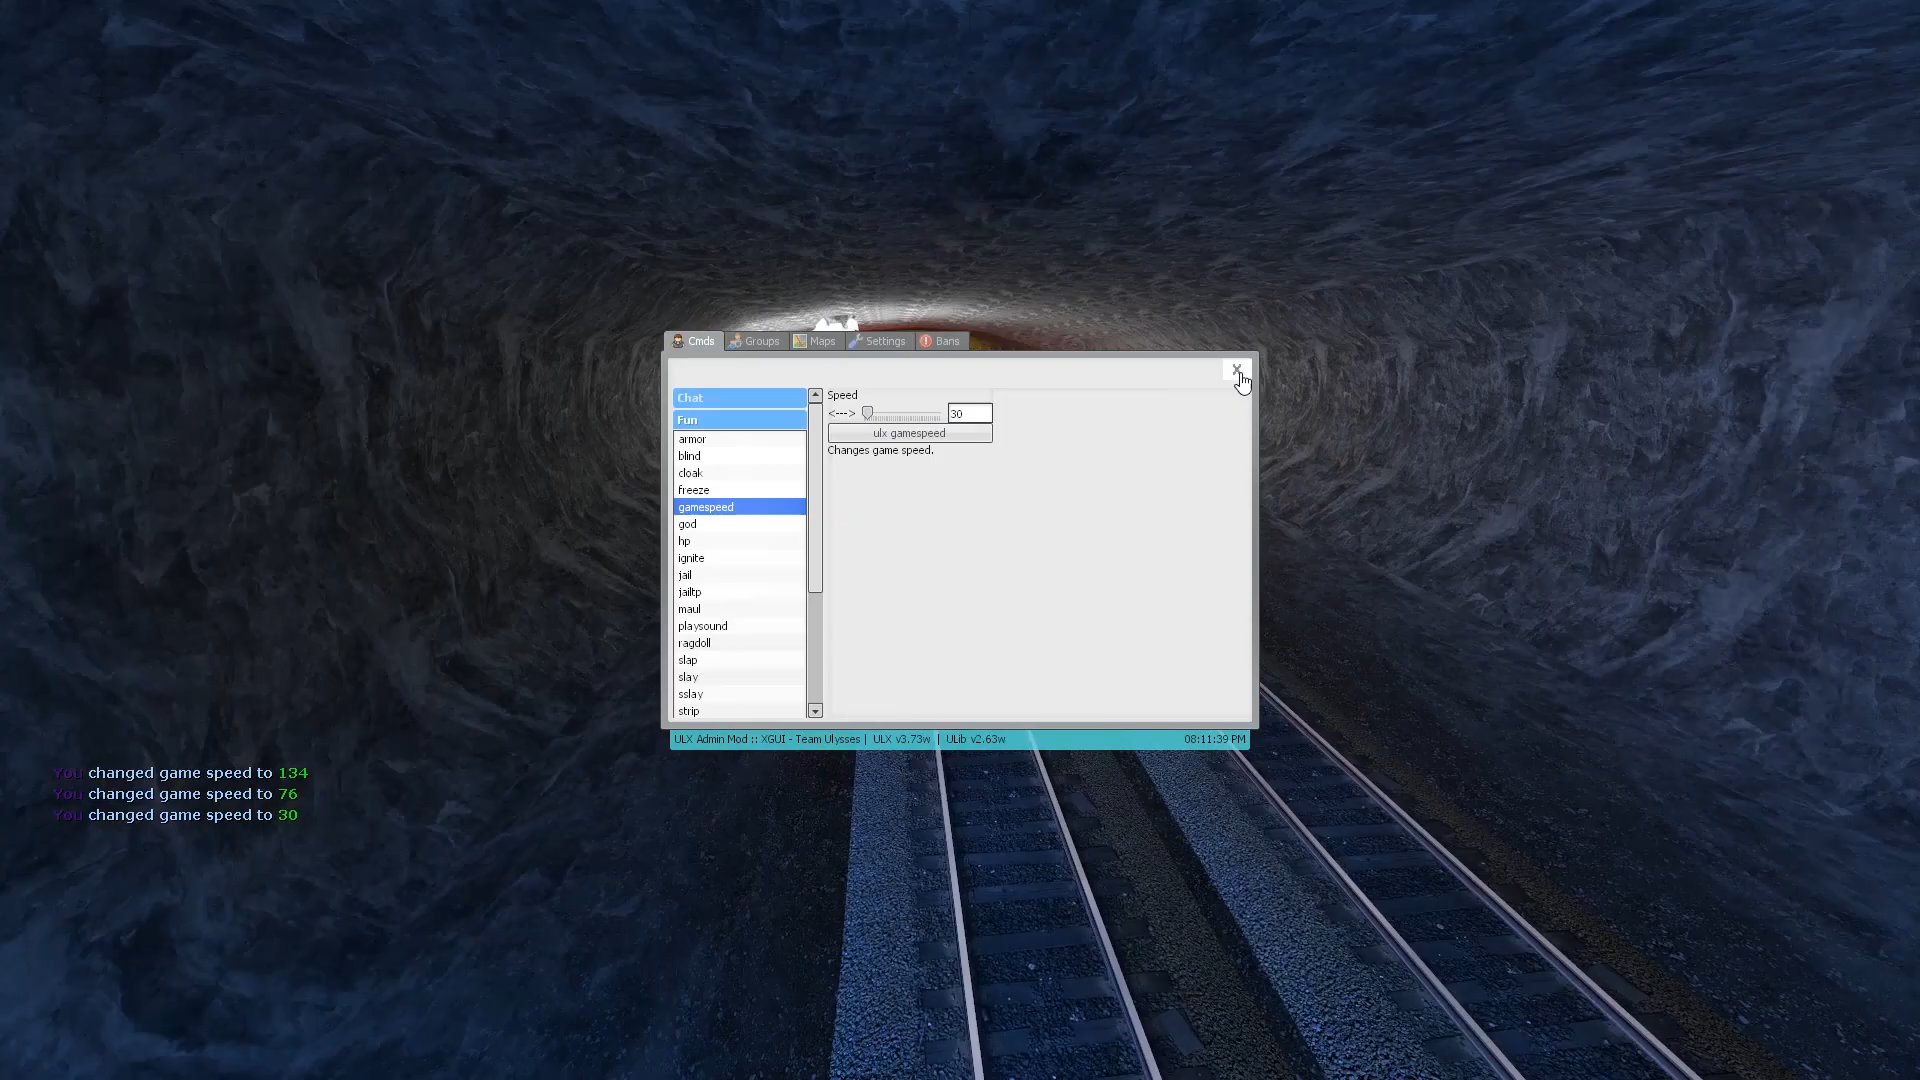 Cmds Groups Maps Settings Bans
X
Chat
Fun
armor
blind
cloak
freeze
gamespeed
god
hp
ignite
jail
jailtp
maul
playsound
ragdoll
slap
slay
sslay
strip
Speed
<---> 30
ulx gamespeed
Changes game speed.
ULX Admin Mod :: XGUI - Team Ulysses | ULX v3.73w | ULib v2.63w 08:11:39 PM
You changed game speed to 134
You changed game speed to 76
You changed game speed to 30